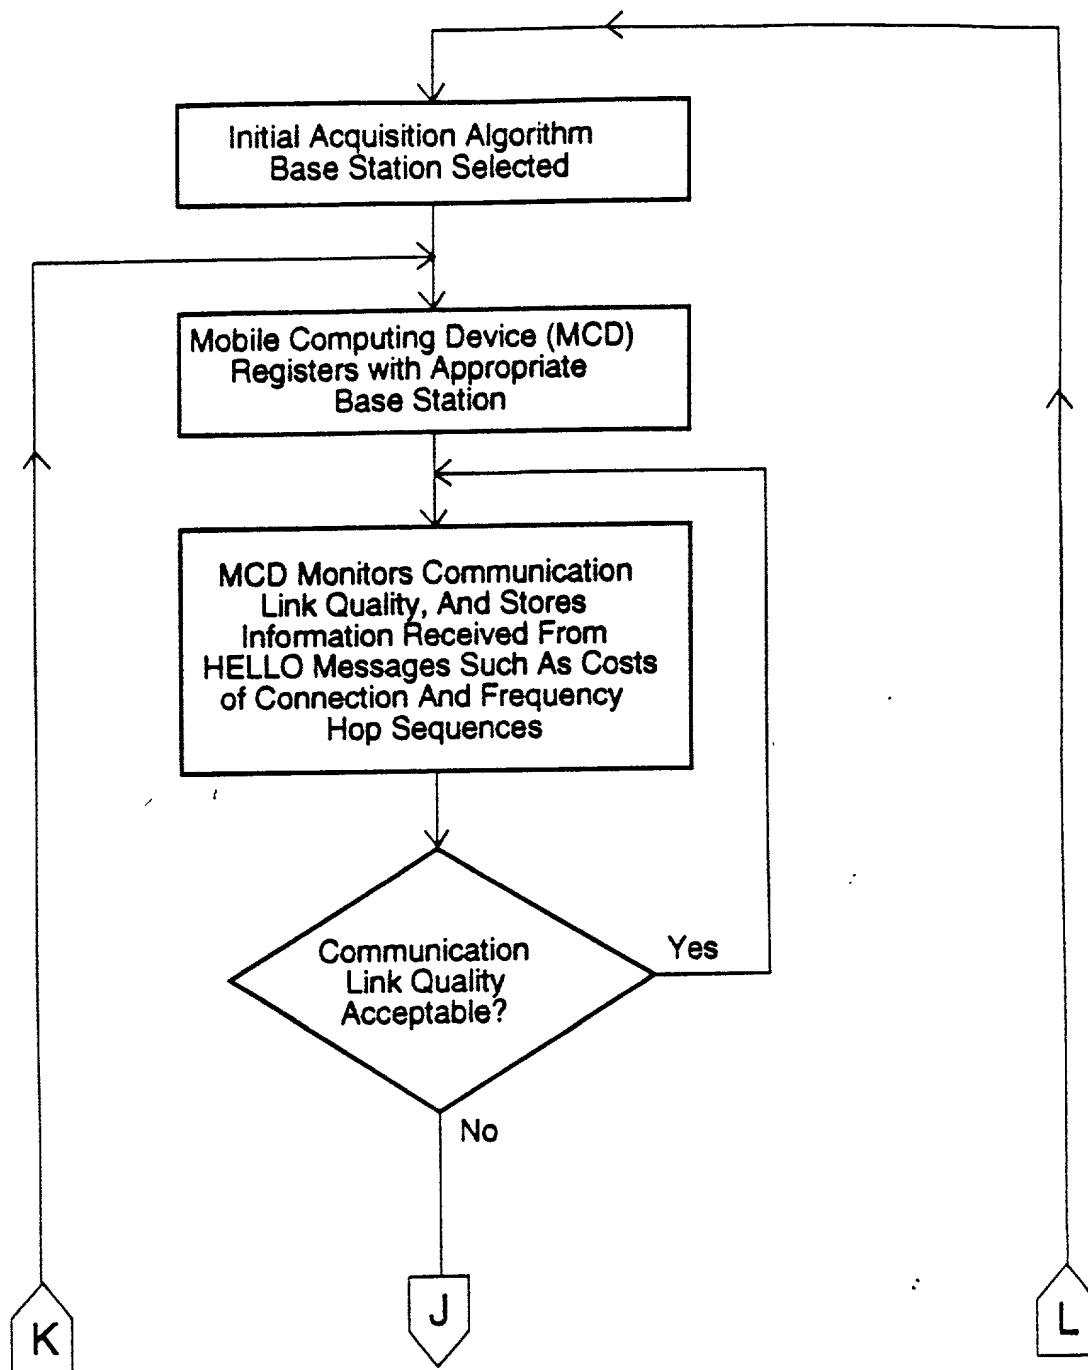 Initial Acquisition Algorithm
Base Station Selected
Mobile Computing Device (MCD)
Registers with Appropriate
Base Station
MCD Monitors Communication
Link Quality, And Stores
Information Received From
HELLO Messages Such As Costs
of Connection And Frequency
Hop Sequences
Communication
Link Quality
Acceptable?
Yes
No
K
J
L